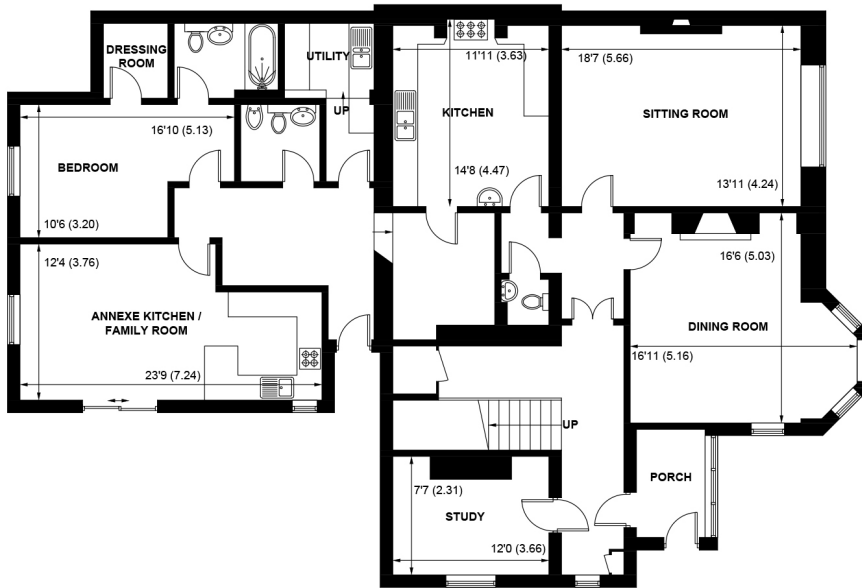 DRESSING
ROOM
UTILITY
UP
16'10 (5.13)
BEDROOM
10'6 (3.20)
11'11 (3.63)
KITCHEN
14'8 (4.47)
18'7 (5.66)
SITTING ROOM
13'11 (4.24)
12'4 (3.76)
ANNEXE KITCHEN /
FAMILY ROOM
23'9 (7.24)
16'6 (5.03)
DINING ROOM
16'11 (5.16)
UP
7'7 (2.31)
STUDY
12'0 (3.66)
PORCH